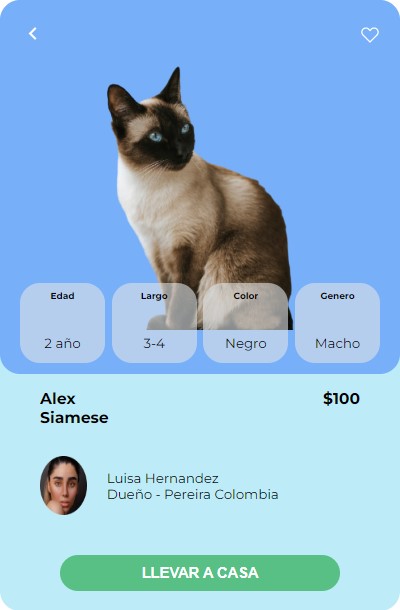 Edad
Largo
Color
Genero
2 año
3-4
Negro
Macho
Alex
$100
Siamese
Luisa Hernandez
Dueño - Pereira Colombia
LLEVAR A CASA